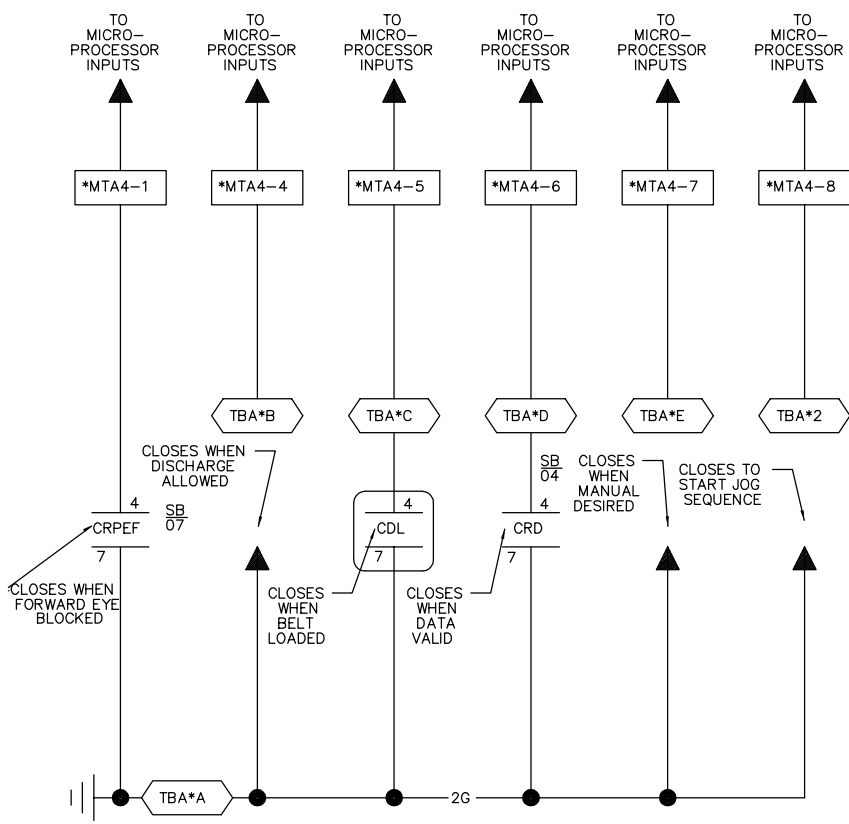 TO
MICRO-
PROCESSOR
INPUTS
TO
MICRO-
PROCESSOR
INPUTS
TO
MICRO-
PROCESSOR
INPUTS
TO
MICRO-
PROCESSOR
INPUTS
TO
MICRO-
PROCESSOR
INPUTS
TO
MICRO-
PROCESSOR
INPUTS
*MTA4-1
*MTA4-4
*MTA4-5
*MTA4-6
*MTA4-7
*MTA4-8
TBA*B
TBA*C
TBA*D
TBA*E
TBA*2
CLOSES WHEN
DISCHARGE
ALLOWED
SB
04
CLOSES
WHEN
MANUAL
DESIRED
CLOSES TO
START JOG
SEQUENCE
4
CRPEF
7
SB
07
4
CDL
7
4
CRD
7
CLOSES WHEN
FORWARD EYE
BLOCKED
CLOSES
WHEN
BELT
LOADED
CLOSES
WHEN
DATA
VALID
TBA*A
2G